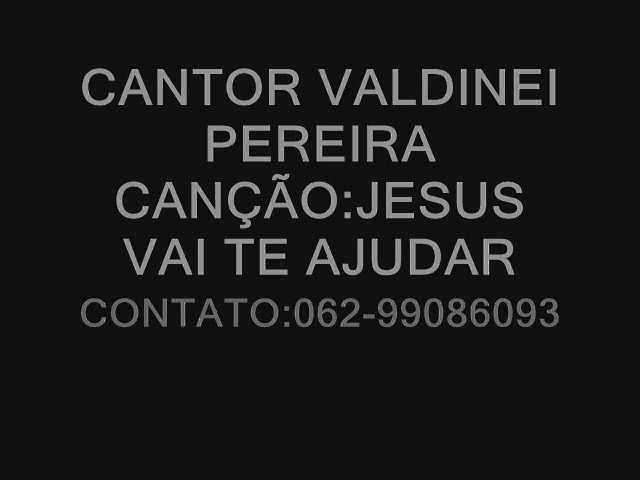 CANTOR VALDINEI
PEREIRA
CANÇÃO:JESUS
VAI TE AJUDAR
CONTATO:062-99086093